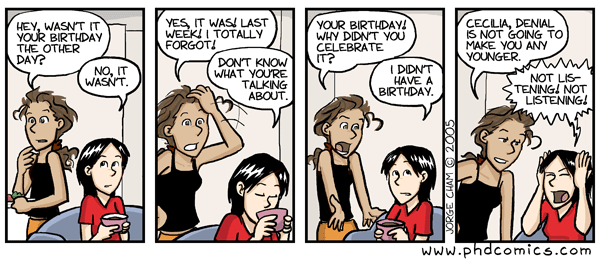 HEY, WASN'T IT
YOUR BIRTHDAY
THE OTHER
DAY?
NO, IT
WASN'T.
YES, IT WAS! LAST
WEEK! I TOTALLY
FORGOT!
DON'T KNOW
WHAT YOU'RE
TALKING
ABOUT.
YOUR BIRTHDAY!
WHY DIDN'T YOU
CELEBRATE
IT?
I DIDN'T
HAVE A
BIRTHDAY.
JORGE CHAM © 2005
CECILIA, DENIAL
IS NOT GOING TO
MAKE YOU ANY
YOUNGER.
NOT LIS-
TENING! NOT
LISTENING!
www.phdcomics.com